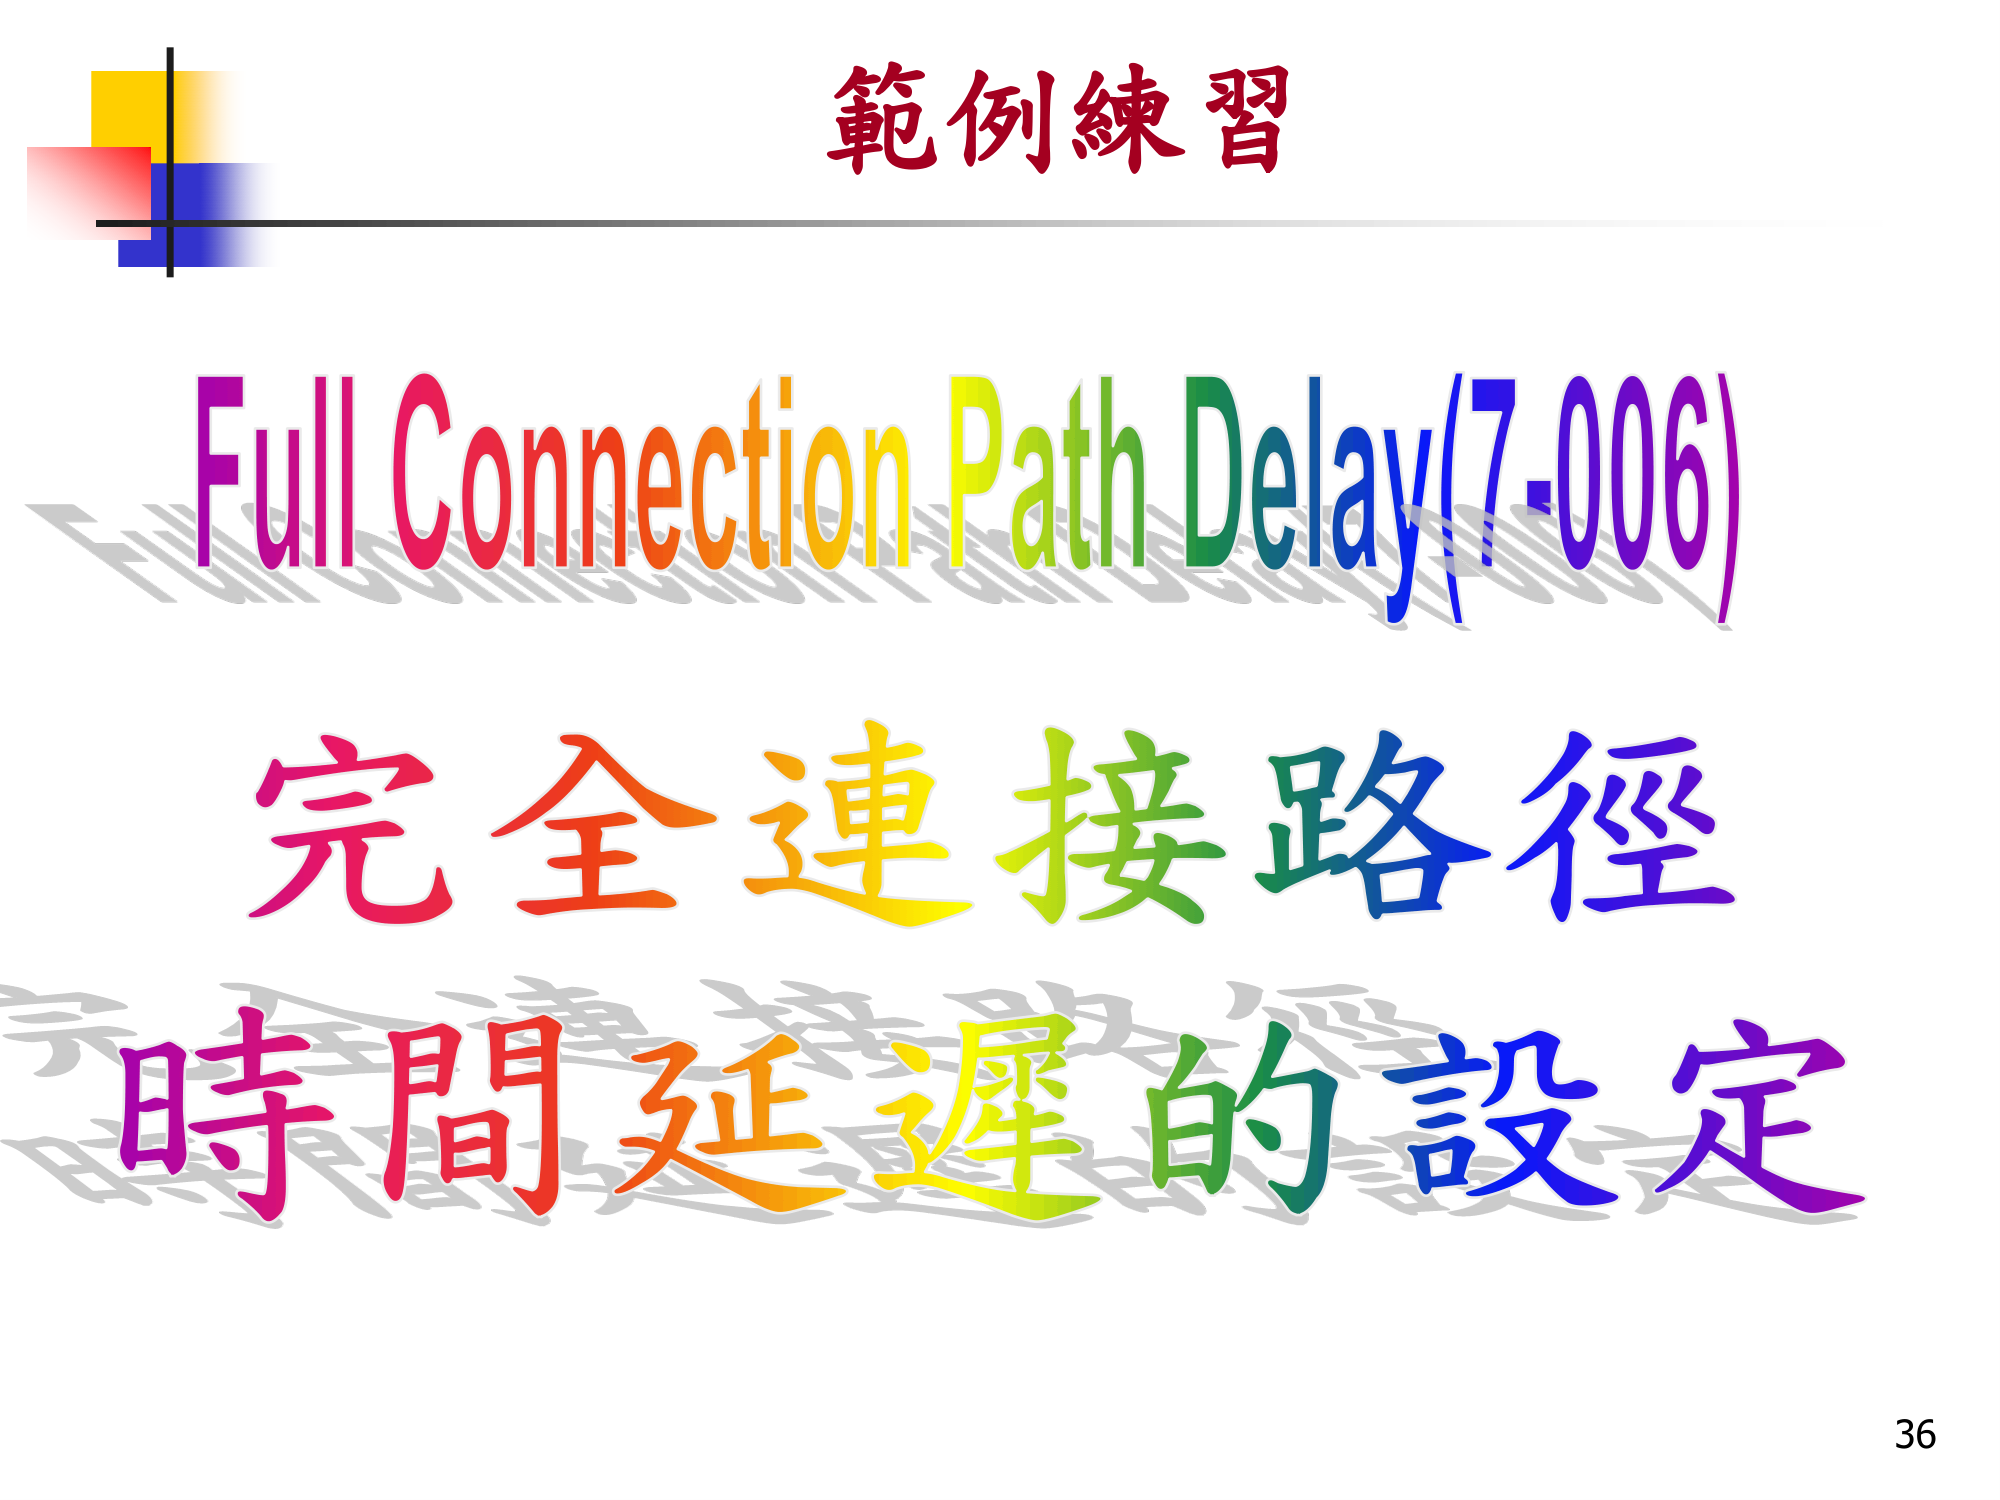 範例練習
Full Connection Path Delay(7-006)
完全連接路徑
時間延遲的設定
36